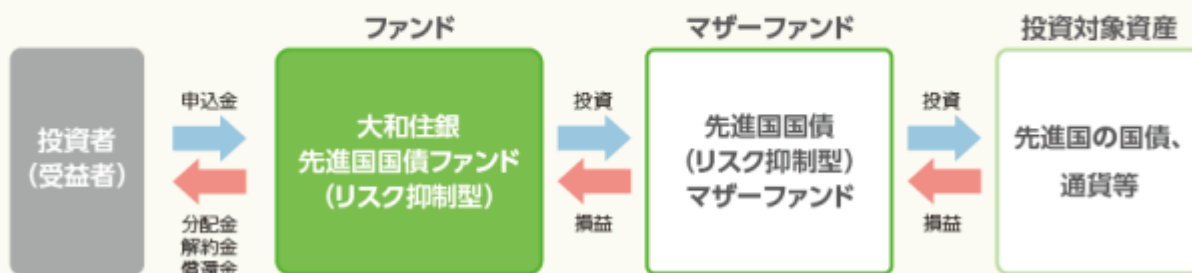 ファンド
マザーファンド
投資対象資産
投資者
(受益者)
申込金
分配金
解約金
償還金
大和住銀
先進国国債ファンド
(リスク抑制型)
投資
損益
先進国国債
(リスク抑制型)
マザーファンド
投資
損益
先進国の国債、
通貨等